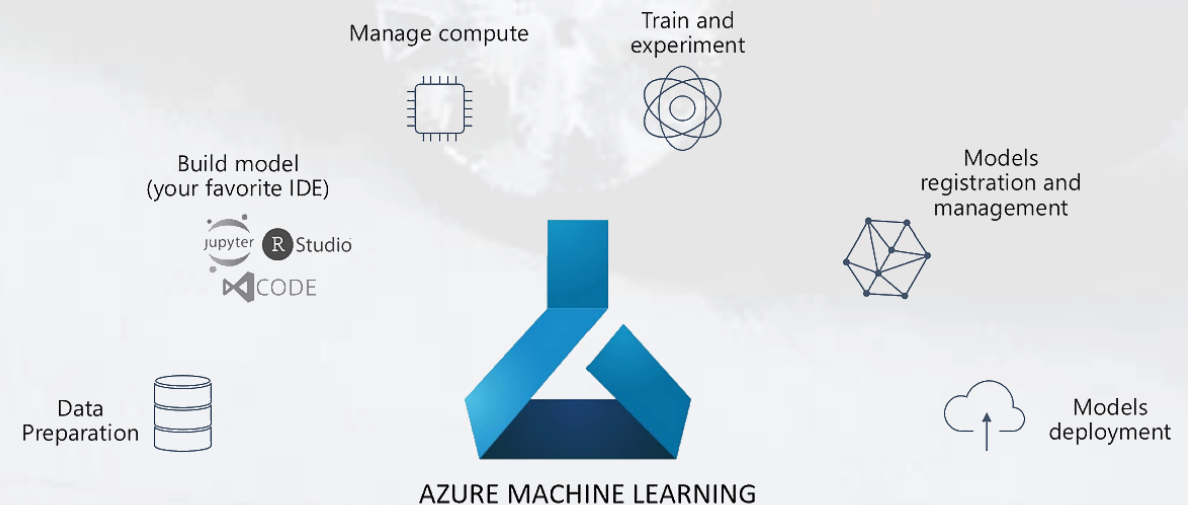 Manage compute
Train and
experiment
Build model
(your favorite IDE)
jupyter
R Studio
CODE
Models
registration and
management
Data
Preparation
Models
deployment
AZURE MACHINE LEARNING